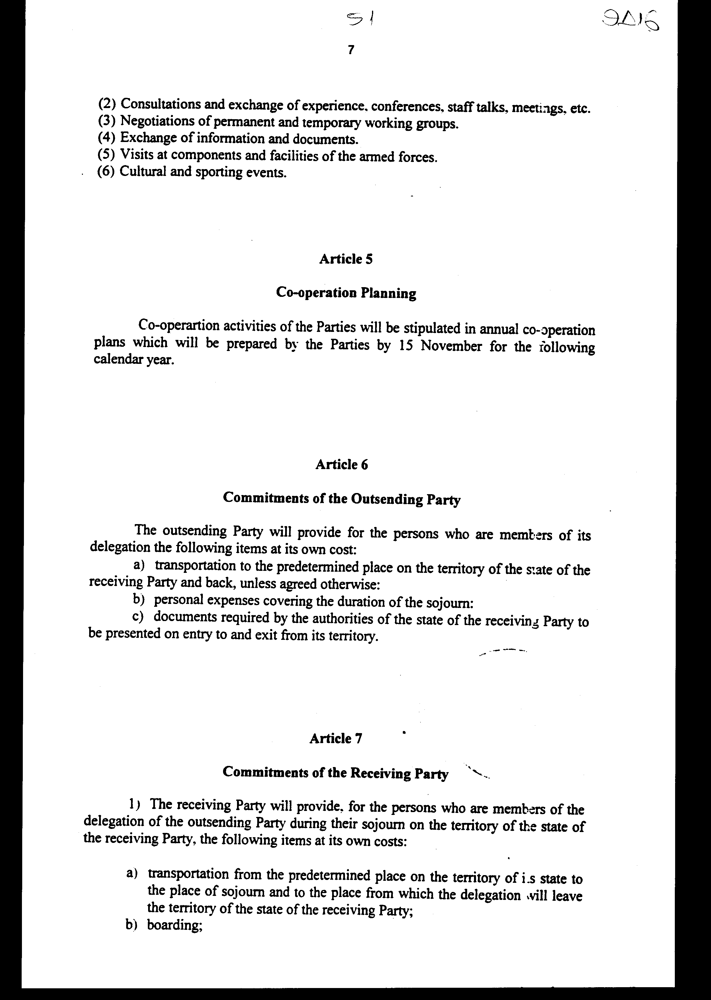 51
7
(2) Consultations and exchange of experience, conferences, staff talks, meetings, etc.
(3) Negotiations of permanent and temporary working groups.
(4) Exchange of information and documents.
(5) Visits at components and facilities of the armed forces.
(6) Cultural and sporting events.
Article 5
Co-operation Planning
Co-operartion activities of the Parties will be stipulated in annual co-operation
plans which will be prepared by the Parties by 15 November for the following
calendar year.
Article 6
Commitments of the Outsending Party
The outsending Party will provide for the persons who are members of its
delegation the following items at its own cost:
a) transportation to the predetermined place on the territory of the state of the
receiving Party and back, unless agreed otherwise:
b) personal expenses covering the duration of the sojourn:
c) documents required by the authorities of the state of the receiving Party to
be presented on entry to and exit from its territory.
Article 7
Commitments of the Receiving Party
1) The receiving Party will provide, for the persons who are members of the
delegation of the outsending Party during their sojourn on the territory of the state of
the receiving Party, the following items at its own costs:
a) transportation from the predetermined place on the territory of its state to
the place of sojourn and to the place from which the delegation will leave
the territory of the state of the receiving Party;
b) boarding;